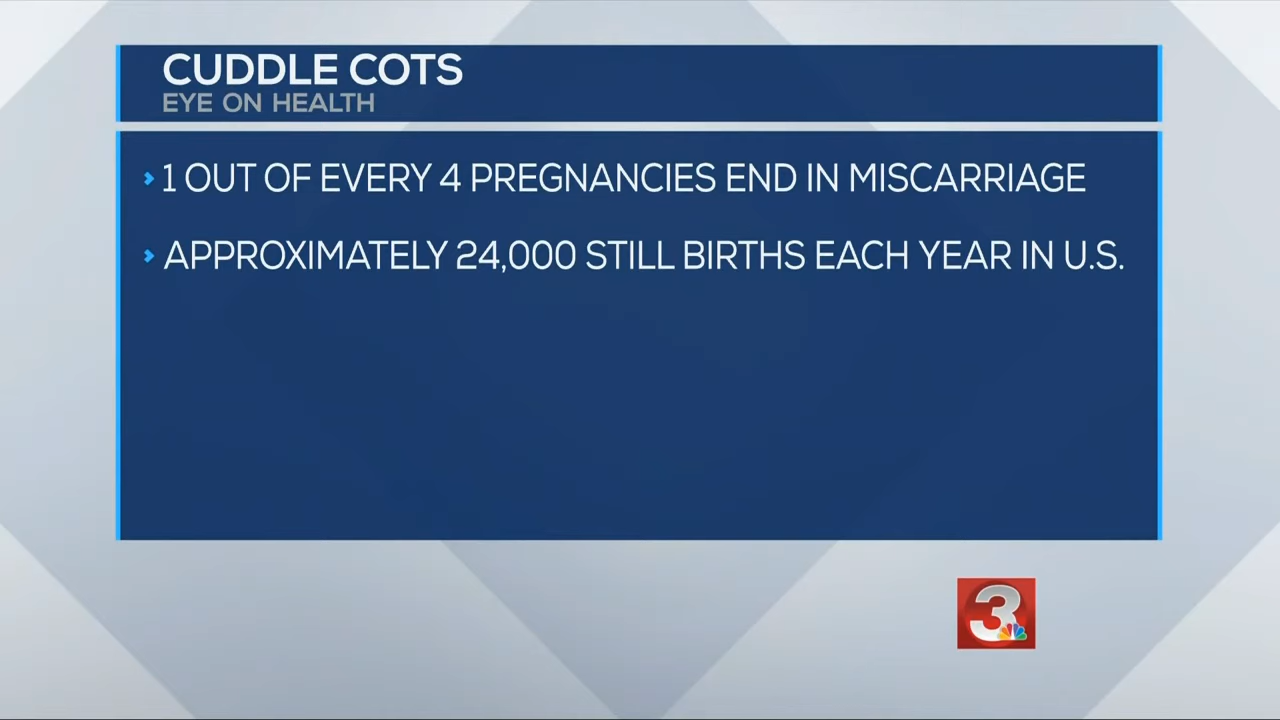 CUDDLE COTS
EYE ON HEALTH
1 OUT OF EVERY 4 PREGNANCIES END IN MISCARRIAGE
APPROXIMATELY 24,000 STILL BIRTHS EACH YEAR IN U.S.
3